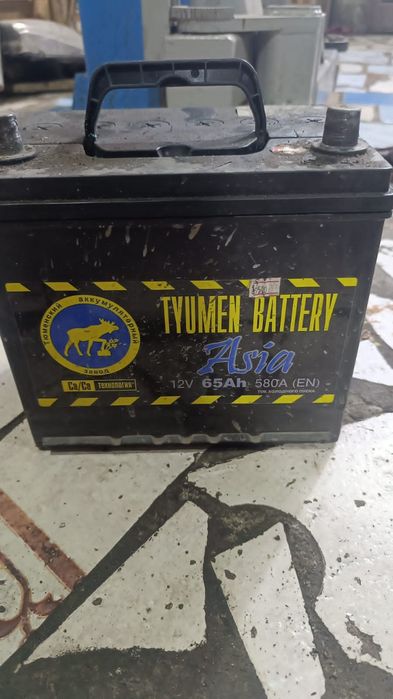 TYUMEN BATTERY
Asia
12V 65Ah 580A (EN)
ТОК ХОЛОДНОГО ПУСКА
Тюменский аккумуляторный
завод
Ca/Ca технология